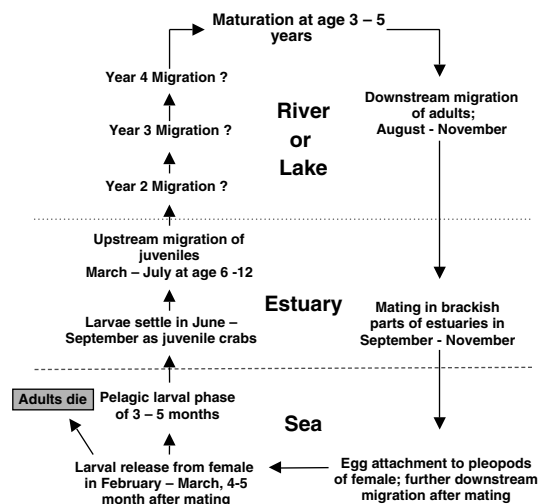 Maturation at age 3 – 5
years
Year 4 Migration ?
Year 3 Migration ?
Year 2 Migration ?
River
or
Lake
Downstream migration
of adults;
August - November
Upstream migration of
juveniles
March – July at age 6 -12
Estuary
Larvae settle in June –
September as juvenile crabs
Mating in brackish
parts of estuaries in
September - November
Adults die
Pelagic larval phase
of 3 – 5 months
Sea
Larval release from female
in February – March, 4-5
month after mating
Egg attachment to pleopods
of female; further downstream
migration after mating